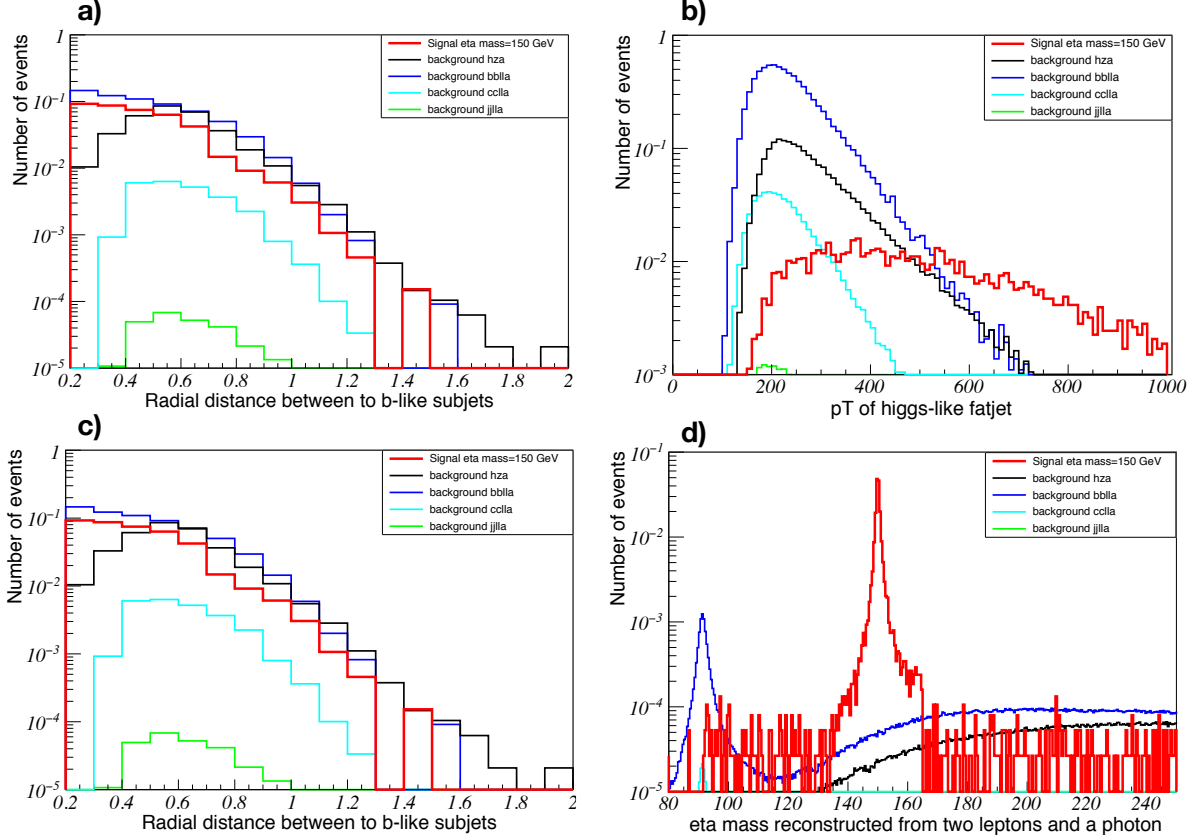 a)
Number of events
1
10^-1
10^-2
10^-3
10^-4
10^-5
0.2 0.4 0.6 0.8 1 1.2 1.4 1.6 1.8 2
Radial distance between to b-like subjets
Signal eta mass=150 GeV
background hza
background bblla
background cclla
background jjlla
b)
Number of events
1
10^-1
10^-2
10^-3
0 200 400 600 800 1000
pT of higgs-like fatjet
Signal eta mass=150 GeV
background hza
background bblla
background cclla
background jjlla
c)
Number of events
1
10^-1
10^-2
10^-3
10^-4
10^-5
0.2 0.4 0.6 0.8 1 1.2 1.4 1.6 1.8 2
Radial distance between to b-like subjets
Signal eta mass=150 GeV
background hza
background bblla
background cclla
background jjlla
d)
Number of events
10^-1
10^-2
10^-3
10^-4
10^-5
80 100 120 140 160 180 200 220 240
eta mass reconstructed from two leptons and a photon
Signal eta mass=150 GeV
background hza
background bblla
background cclla
background jjlla